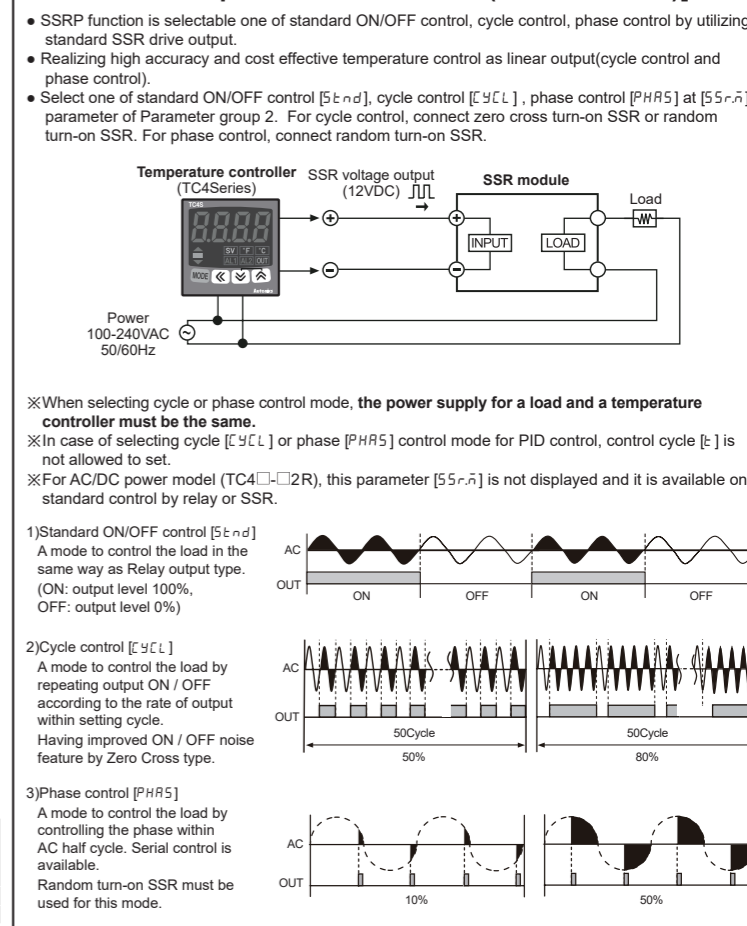 ● SSRP function is selectable one of standard ON/OFF control, cycle control, phase control by utilizing
standard SSR drive output.
● Realizing high accuracy and cost effective temperature control as linear output(cycle control and
phase control).
● Select one of standard ON/OFF control [Stnd], cycle control [CYCL] , phase control [PHAS] at [SSr.M]
parameter of Parameter group 2. For cycle control, connect zero cross turn-on SSR or random
turn-on SSR. For phase control, connect random turn-on SSR.
Temperature controller
(TC4Series)
SSR voltage output
(12VDC)
SSR module
Load
TC4S
8.8.8.8
SV °F °C
AL1 AL2 OUT
MODE
Autonics
INPUT
LOAD
Power
100-240VAC
50/60Hz
※When selecting cycle or phase control mode, the power supply for a load and a temperature
controller must be the same.
※In case of selecting cycle [CYCL] or phase [PHAS] control mode for PID control, control cycle [t] is
not allowed to set.
※For AC/DC power model (TC4□-□2R), this parameter [SSr.M] is not displayed and it is available on
standard control by relay or SSR.
1)Standard ON/OFF control [Stnd]
A mode to control the load in the
same way as Relay output type.
(ON: output level 100%,
OFF: output level 0%)
AC
OUT
ON OFF ON OFF
2)Cycle control [CYCL]
A mode to control the load by
repeating output ON / OFF
according to the rate of output
within setting cycle.
Having improved ON / OFF noise
feature by Zero Cross type.
AC
OUT
50Cycle 50Cycle
50% 80%
3)Phase control [PHAS]
A mode to control the load by
controlling the phase within
AC half cycle. Serial control is
available.
Random turn-on SSR must be
used for this mode.
AC
OUT
10% 50%